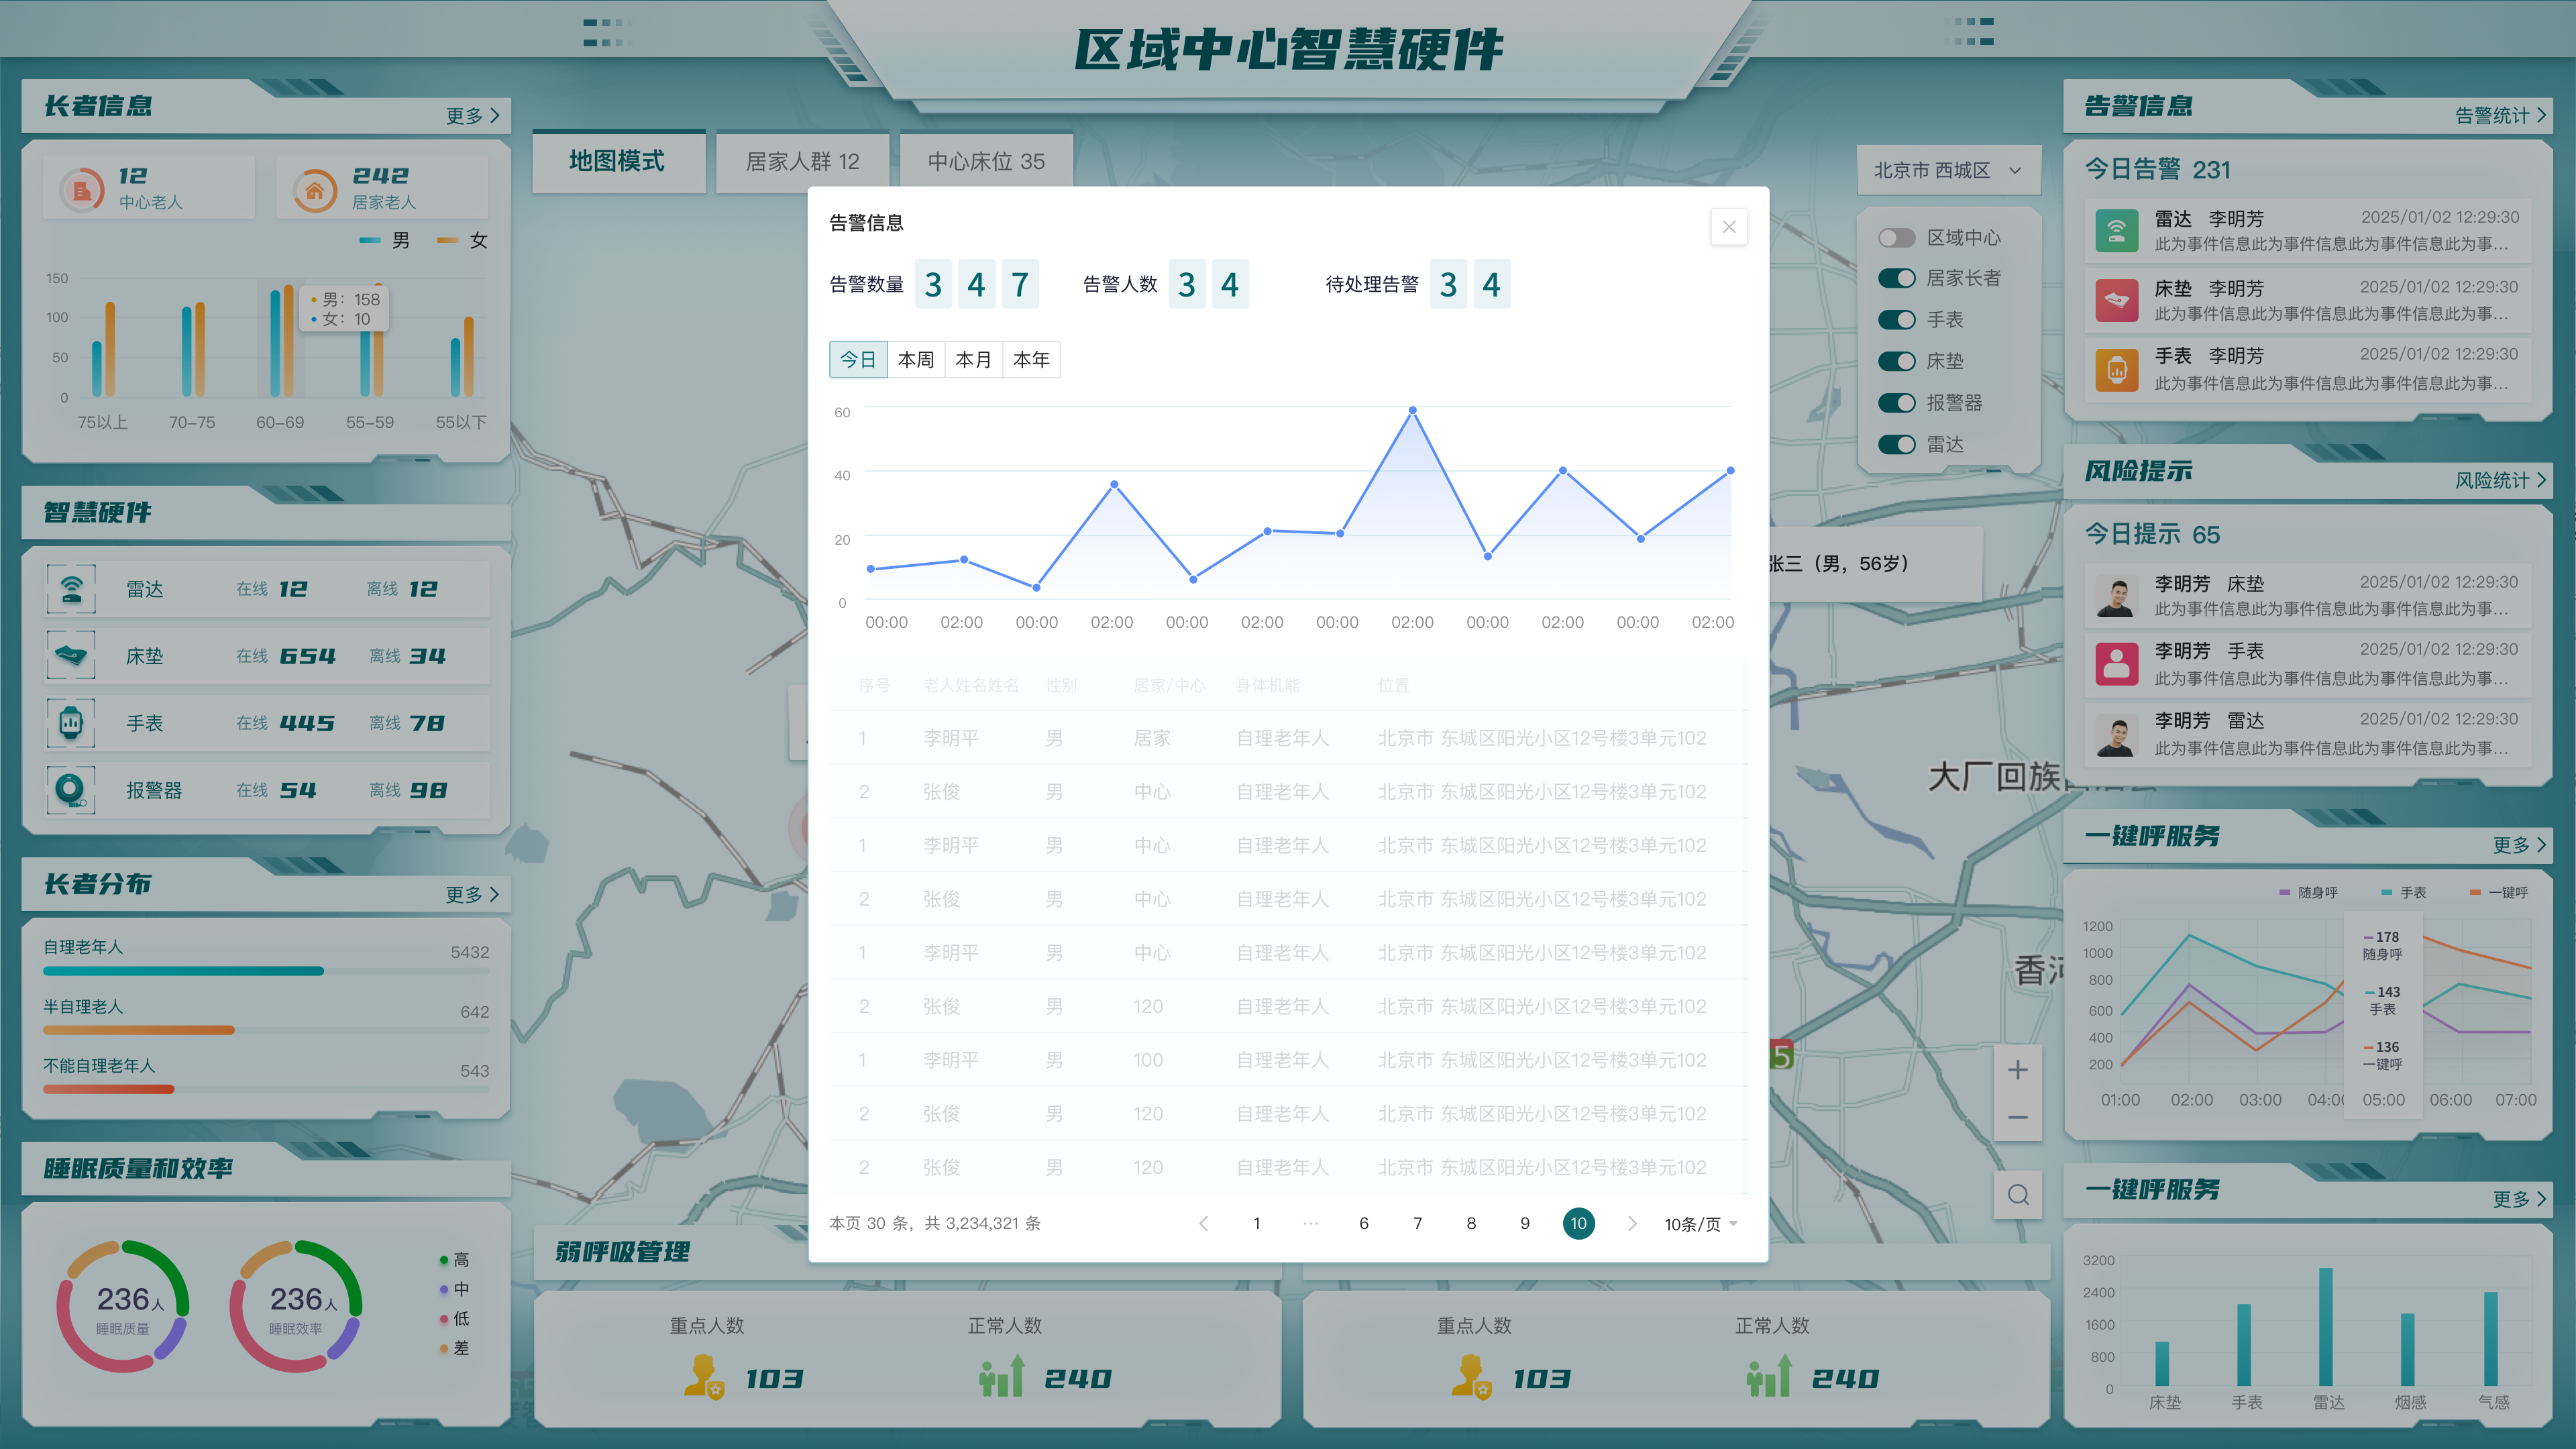 区域中心智慧硬件
长者信息
更多
12
中心老人
242
居家老人
男 女
150
100
50
0
男：158
女：10
75以上 70-75 60-69 55-59 55以下
智慧硬件
雷达 在线 12 离线 12
床垫 在线 654 离线 34
手表 在线 445 离线 78
报警器 在线 54 离线 98
长者分布
更多
自理老年人 5432
半自理老人 642
不能自理老年人 543
睡眠质量和效率
236人
睡眠质量
236人
睡眠效率
高
中
低
差
地图模式 居家人群 12 中心床位 35
北京市 西城区
区域中心
居家长者
手表
床垫
报警器
雷达
告警信息
告警数量 3 4 7 告警人数 3 4 待处理告警 3 4
今日 本周 本月 本年
60
40
20
0
00:00 02:00 00:00 02:00 00:00 02:00 00:00 02:00 00:00 02:00 00:00 02:00
序号 老人姓名姓名 性别 居家/中心 身体机能 位置
1 李明平 男 居家 自理老年人 北京市 东城区阳光小区12号楼3单元102
2 张俊 男 中心 自理老年人 北京市 东城区阳光小区12号楼3单元102
1 李明平 男 中心 自理老年人 北京市 东城区阳光小区12号楼3单元102
2 张俊 男 中心 自理老年人 北京市 东城区阳光小区12号楼3单元102
1 李明平 男 中心 自理老年人 北京市 东城区阳光小区12号楼3单元102
2 张俊 男 120 自理老年人 北京市 东城区阳光小区12号楼3单元102
1 李明平 男 100 自理老年人 北京市 东城区阳光小区12号楼3单元102
2 张俊 男 120 自理老年人 北京市 东城区阳光小区12号楼3单元102
2 张俊 男 120 自理老年人 北京市 东城区阳光小区12号楼3单元102
本页 30 条，共 3,234,321 条
1 ··· 6 7 8 9 10 10条/页
张三（男，56岁）
大厂回族
香河
5
弱呼吸管理
重点人数
103
正常人数
240
重点人数
103
正常人数
240
告警信息
告警统计
今日告警 231
雷达 李明芳 2025/01/02 12:29:30
此为事件信息此为事件信息此为事件信息此为事...
床垫 李明芳 2025/01/02 12:29:30
此为事件信息此为事件信息此为事件信息此为事...
手表 李明芳 2025/01/02 12:29:30
此为事件信息此为事件信息此为事件信息此为事...
风险提示
风险统计
今日提示 65
李明芳 床垫 2025/01/02 12:29:30
此为事件信息此为事件信息此为事件信息此为事...
李明芳 手表 2025/01/02 12:29:30
此为事件信息此为事件信息此为事件信息此为事...
李明芳 雷达 2025/01/02 12:29:30
此为事件信息此为事件信息此为事件信息此为事...
一键呼服务
更多
随身呼 手表 一键呼
1200
1000
800
600
400
200
178
随身呼
143
手表
136
一键呼
01:00 02:00 03:00 04:00 05:00 06:00 07:00
一键呼服务
更多
3200
2400
1600
800
0
床垫 手表 雷达 烟感 气感